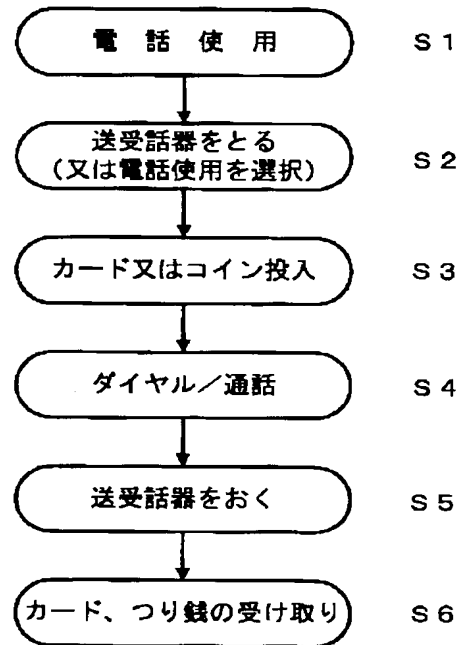 電話使用 S1
送受話器をとる
(又は電話使用を選択) S2
カード又はコイン投入 S3
ダイヤル／通話 S4
送受話器をおく S5
カード、つり銭の受け取り S6